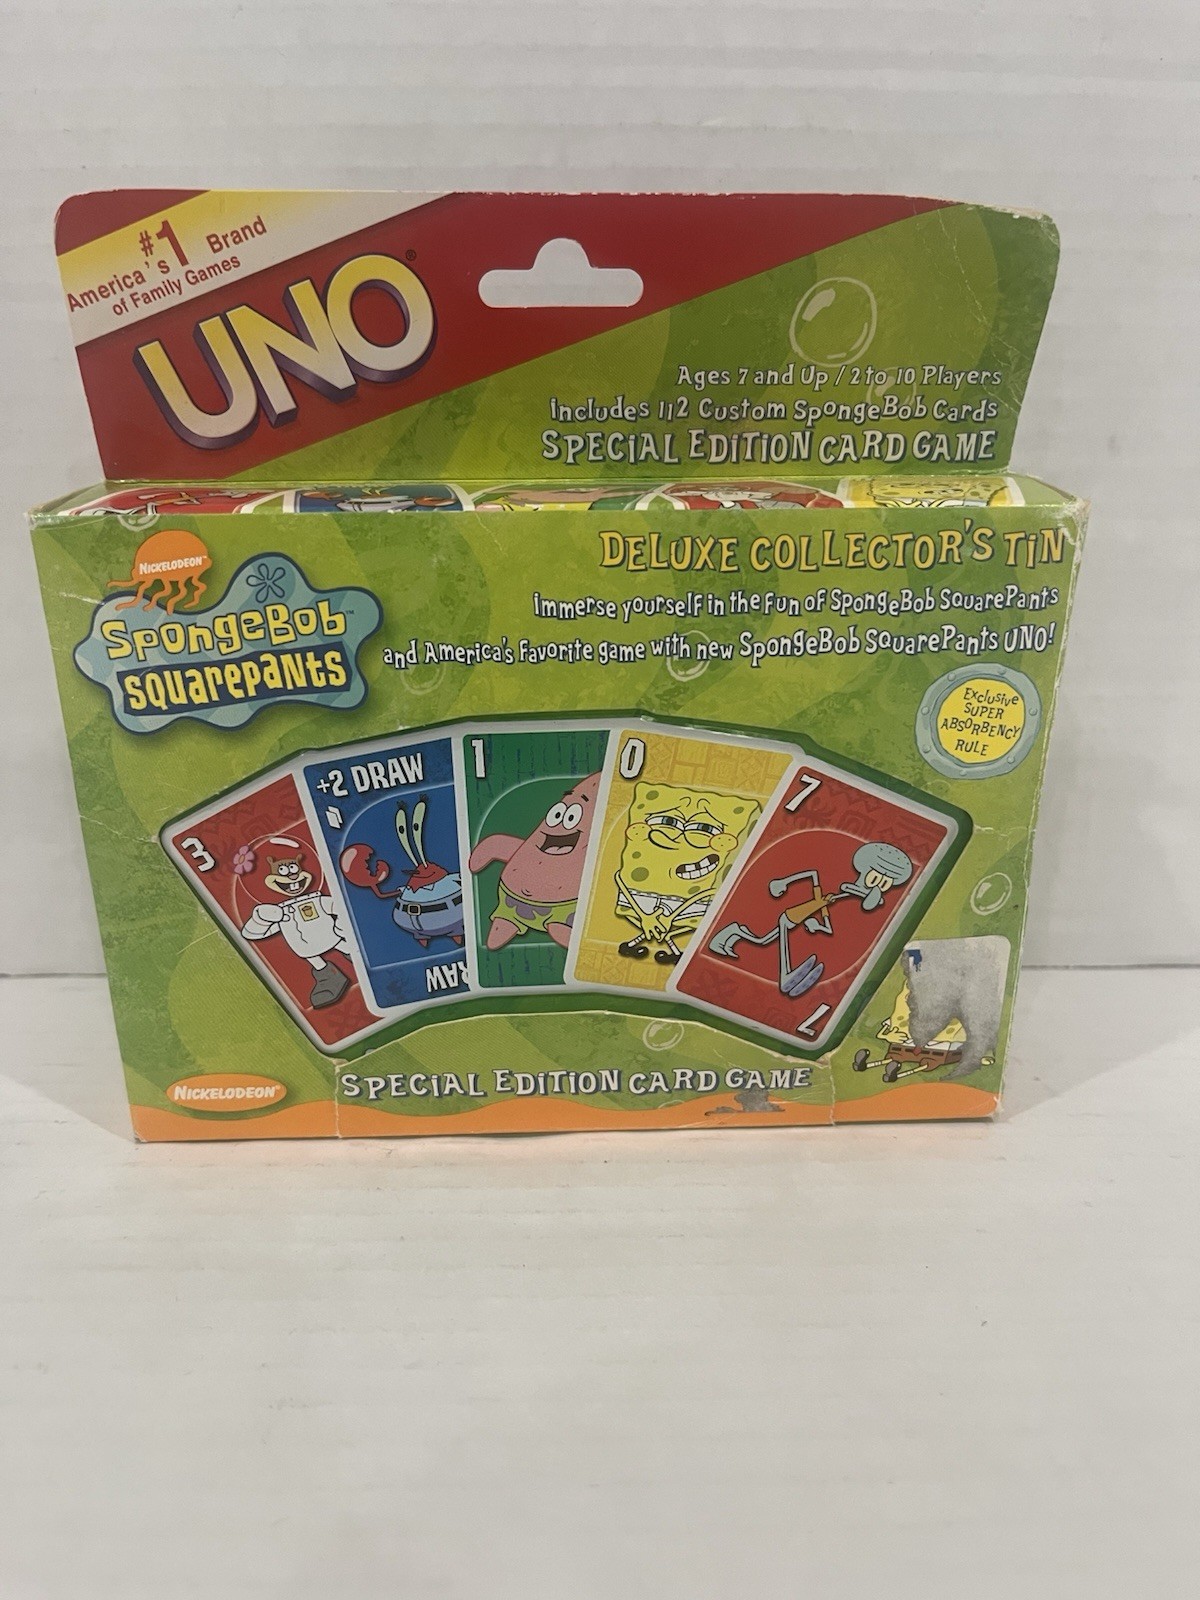 #1 Brand
America's
of Family Games
UNO®
Ages 7 and Up / 2 to 10 Players
includes 112 Custom SpongeBob Cards
SPECIAL EDITION CARD GAME
NICKELODEON™
SpongeBob™
SQUAREPANTS
DELUXE COLLECTOR'S TiN
immerse yourself in the Fun of SpongeBob SquarePants
and America's Favorite game with new SpongeBob SquarePants UNO!
Exclusive
SUPER
ABSORBENCY
RULE
3
+2 DRAW
RAW
1
0
7
7
NICKELODEON™
SPECIAL EDITION CARD GAME